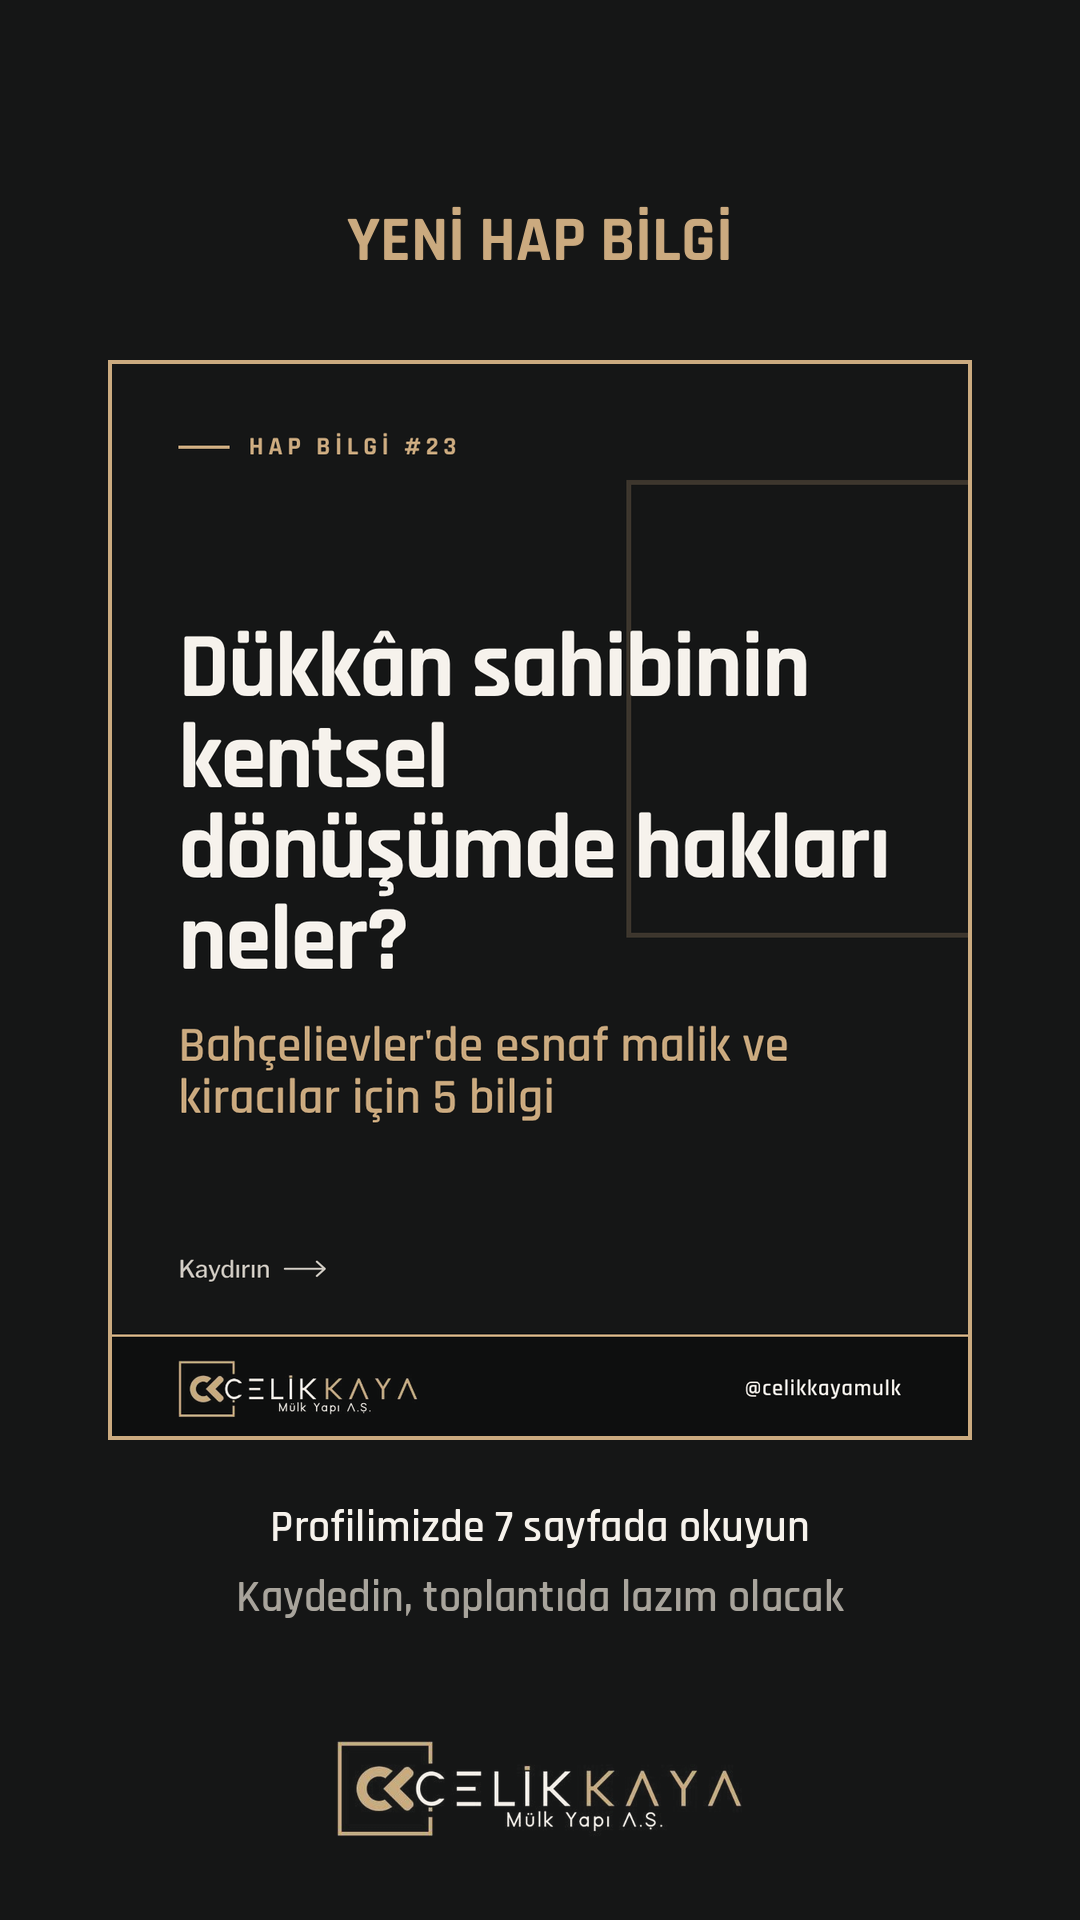 YENİ HAP BİLGİ
HAP BİLGİ #23
Dükkân sahibinin
kentsel
dönüşümde hakları
neler?
Bahçelievler'de esnaf malik ve
kiracılar için 5 bilgi
Kaydırın
ÇELİKKAYA
Mülk Yapı A.Ş.
@celikkayamulk
Profilimizde 7 sayfada okuyun
Kaydedin, toplantıda lazım olacak
ÇELİKKAYA
Mülk Yapı A.Ş.